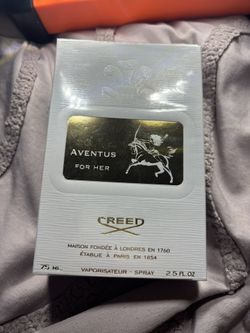 AVENTUS
FOR HER
CREED
MAISON FONDÉE À LONDRES EN 1760
ÉTABLIE À PARIS EN 1854
75 ML. VAPORISATEUR - SPRAY 2.5 FL.OZ